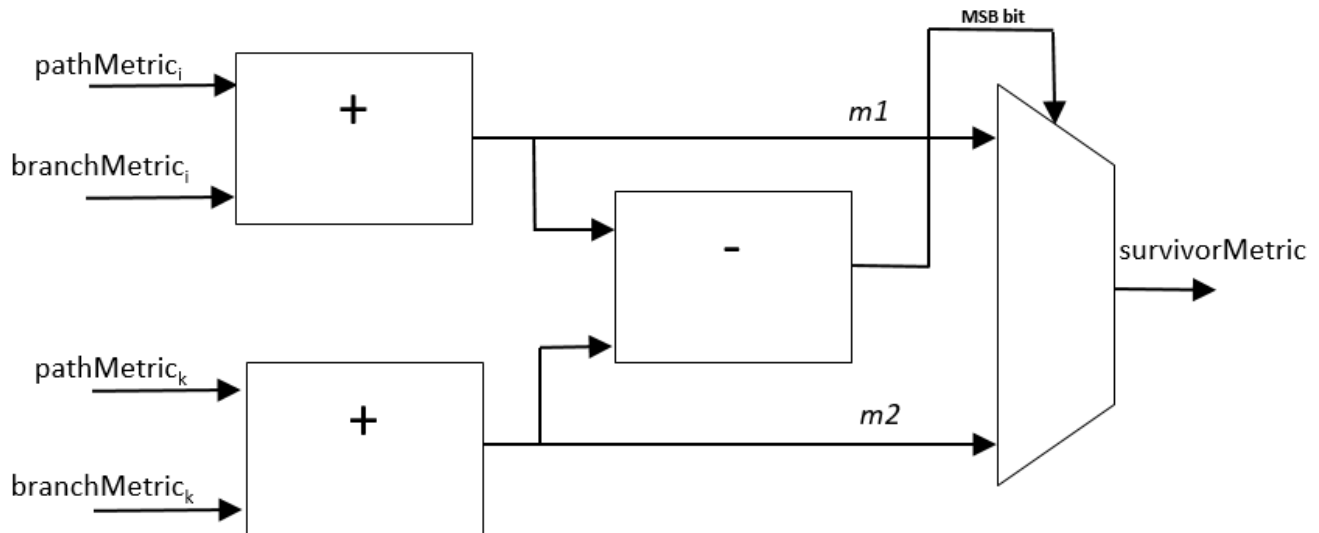 MSB bit
pathMetricᵢ
+
m1
branchMetricᵢ
-
survivorMetric
pathMetricₖ
+
m2
branchMetricₖ